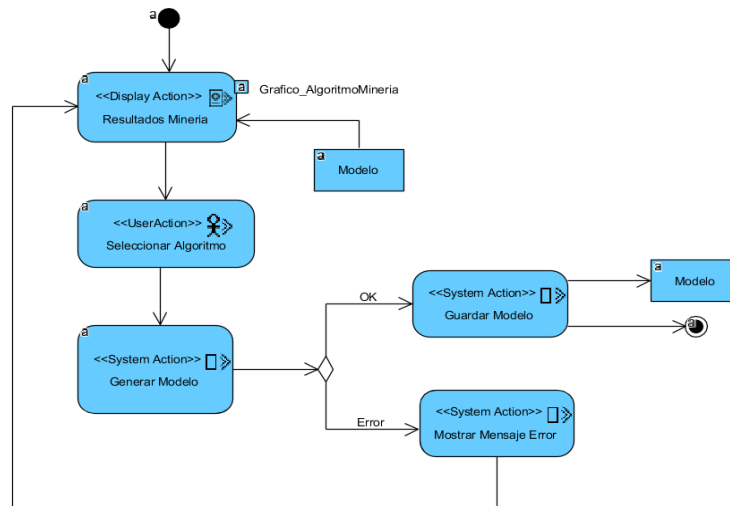 a
a
<<Display Action>>
a
Grafico_AlgoritmoMineria
Resultados Mineria
a
Modelo
a
<<UserAction>>
Seleccionar Algoritmo
a
<<System Action>>
Generar Modelo
OK
<<System Action>>
Guardar Modelo
a
Modelo
a
Error
<<System Action>>
Mostrar Mensaje Error